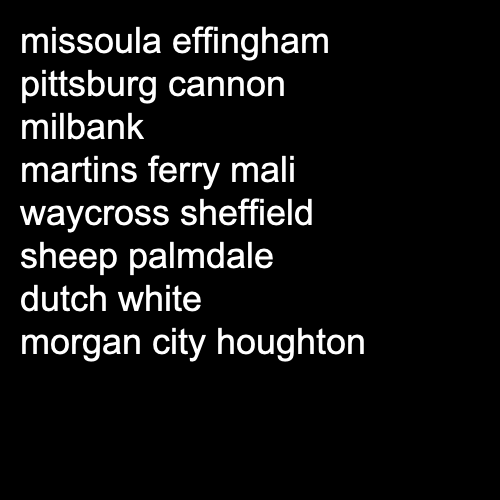 missoula effingham
pittsburg cannon
milbank
martins ferry mali
waycross sheffield
sheep palmdale
dutch white
morgan city houghton